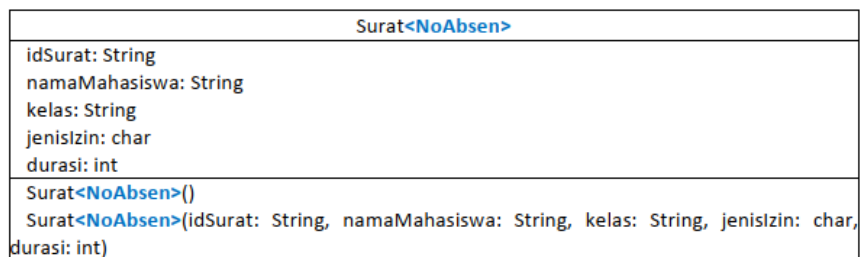 Surat<NoAbsen>
idSurat: String
namaMahasiswa: String
kelas: String
jenisIzin: char
durasi: int
Surat<NoAbsen>()
Surat<NoAbsen>(idSurat: String, namaMahasiswa: String, kelas: String, jenisIzin: char,
durasi: int)